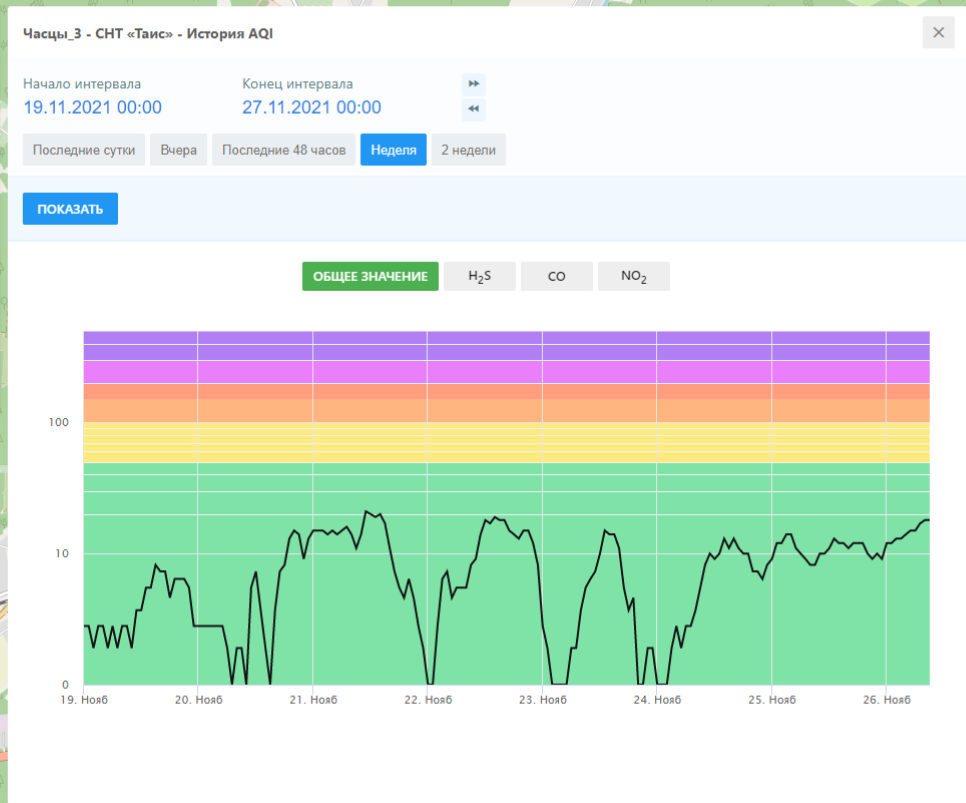 Часцы_3 - СНТ «Таис» - История AQI
Начало интервала Конец интервала
19.11.2021 00:00 27.11.2021 00:00
Последние сутки Вчера Последние 48 часов Неделя 2 недели
ПОКАЗАТЬ
ОБЩЕЕ ЗНАЧЕНИЕ H₂S CO NO₂
100
10
0
19. Нояб 20. Нояб 21. Нояб 22. Нояб 23. Нояб 24. Нояб 25. Нояб 26. Нояб